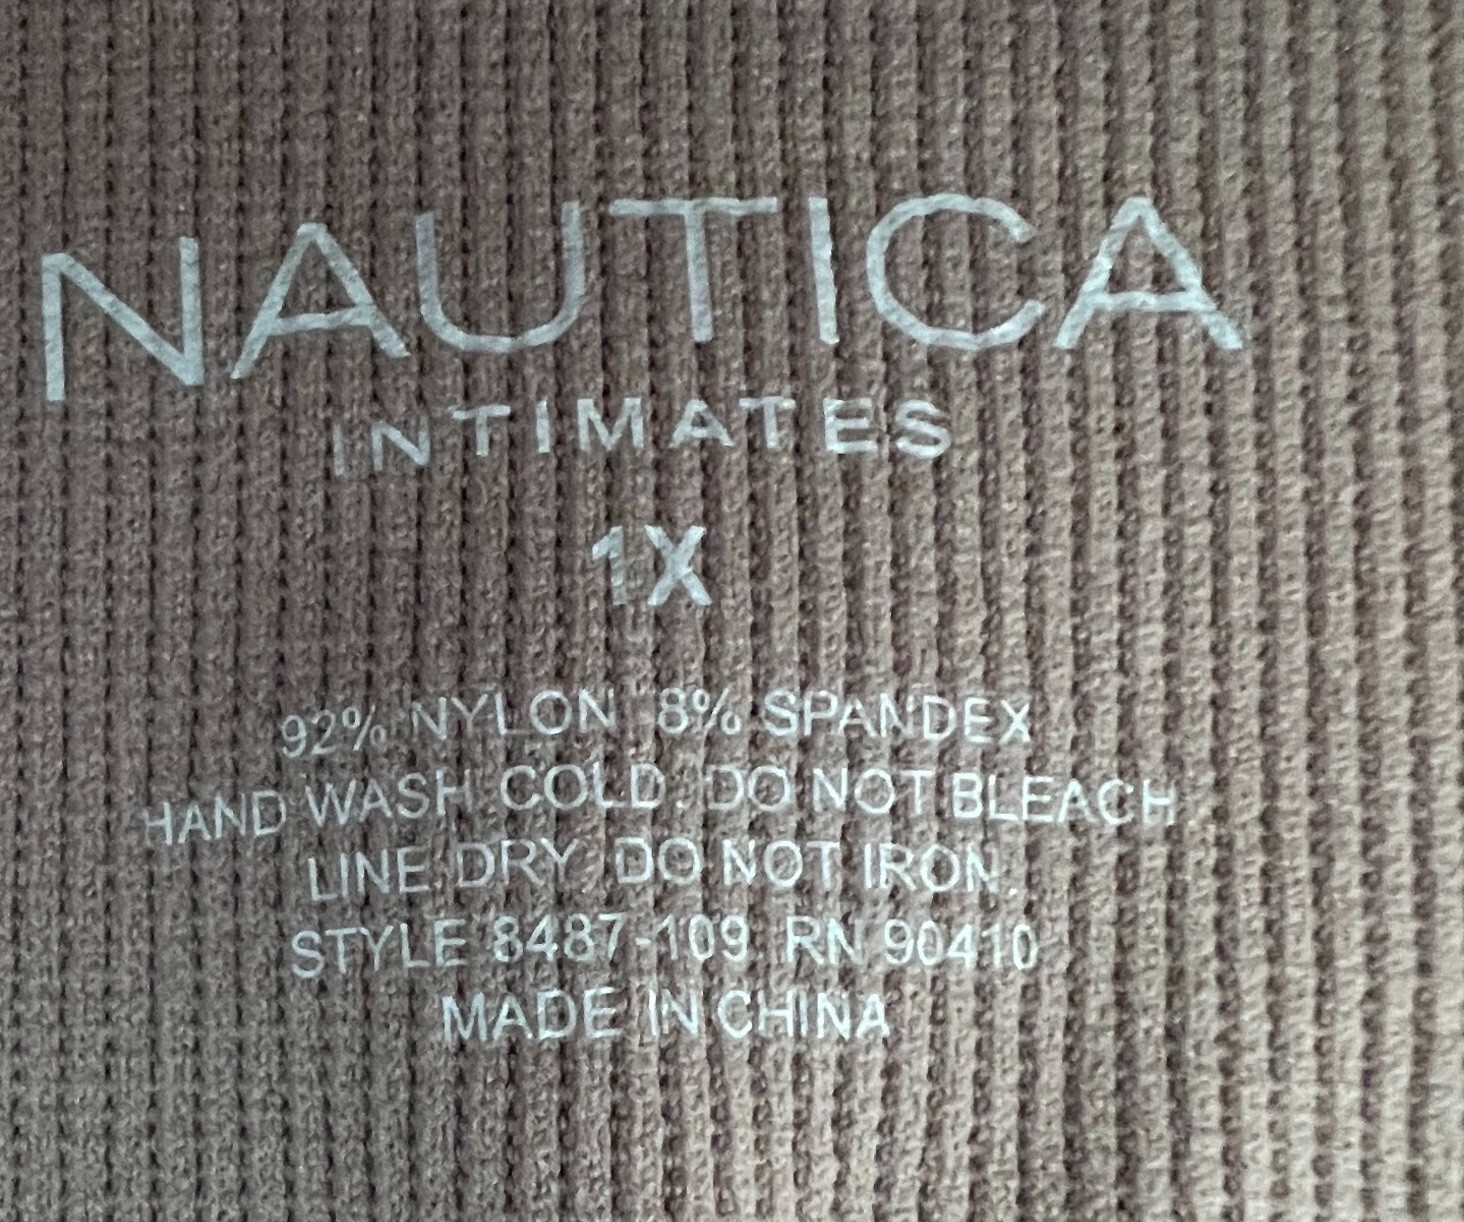 NAUTICA
INTIMATES
1X
92% NYLON 8% SPANDEX
HAND WASH COLD. DO NOT BLEACH.
LINE DRY. DO NOT IRON.
STYLE 8487-109 RN 90410
MADE IN CHINA